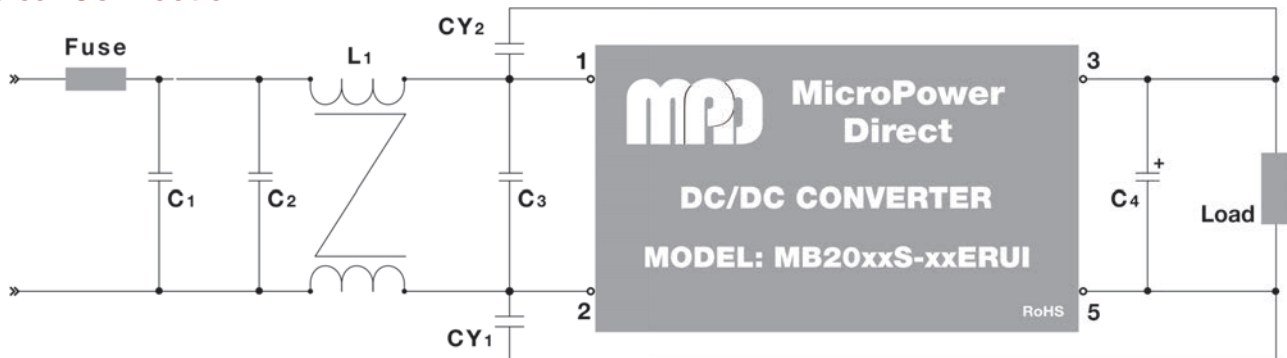 CY2
Fuse
L1
1
3
MPD
MicroPower
Direct
C1
C2
C3
DC/DC CONVERTER
+
C4
Load
MODEL: MB20xxS-xxERUI
2
5
RoHS
CY1